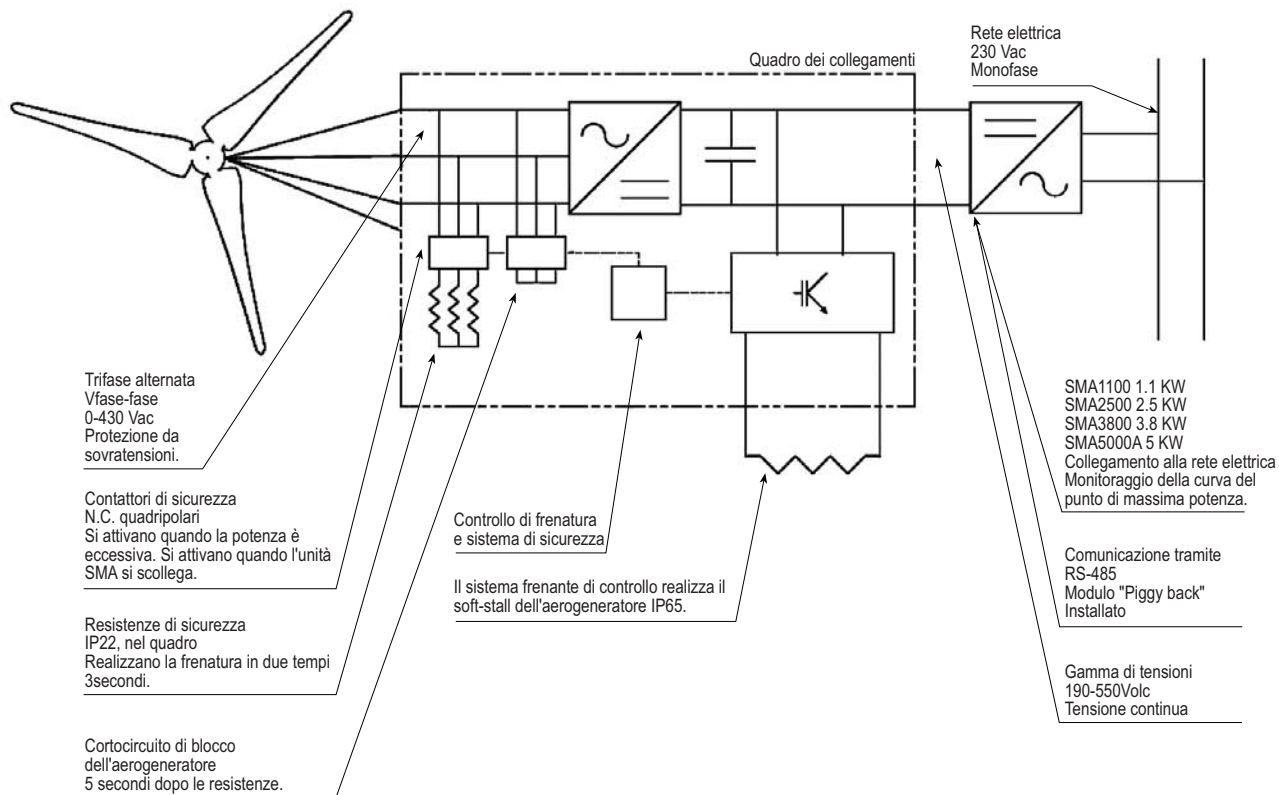 Quadro dei collegamenti
Rete elettrica
230 Vac
Monofase
Trifase alternata
Vfase-fase
0-430 Vac
Protezione da
sovratensioni.
Contattori di sicurezza
N.C. quadripolari
Si attivano quando la potenza è
eccessiva. Si attivano quando l'unità
SMA si scollega.
Resistenze di sicurezza
IP22, nel quadro
Realizzano la frenatura in due tempi
3secondi.
Cortocircuito di blocco
dell'aerogeneratore
5 secondi dopo le resistenze.
Controllo di frenatura
e sistema di sicurezza
Il sistema frenante di controllo realizza il
soft-stall dell'aerogeneratore IP65.
SMA1100 1.1 KW
SMA2500 2.5 KW
SMA3800 3.8 KW
SMA5000A 5 KW
Collegamento alla rete elettrica
Monitoraggio della curva del
punto di massima potenza.
Comunicazione tramite
RS-485
Modulo "Piggy back"
Installato
Gamma di tensioni
190-550Volc
Tensione continua